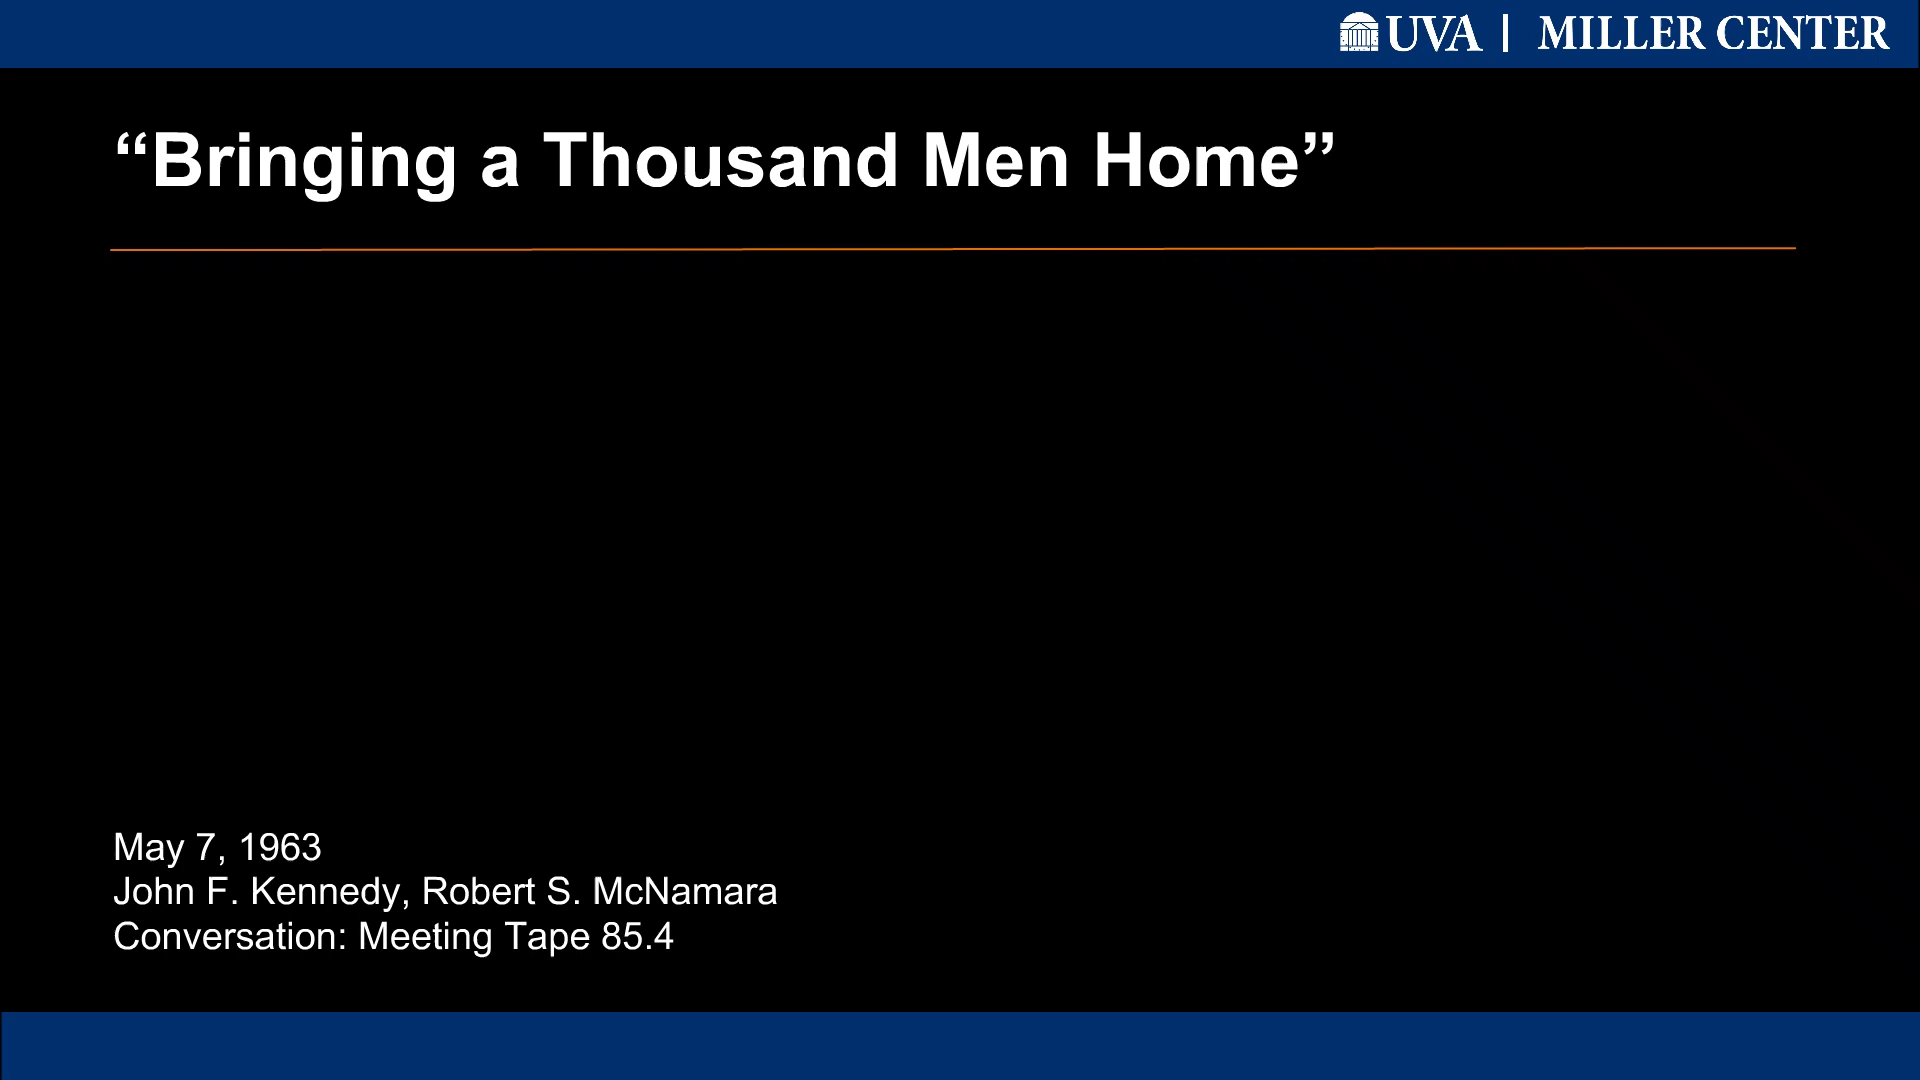 UVA | MILLER CENTER
“Bringing a Thousand Men Home”
May 7, 1963
John F. Kennedy, Robert S. McNamara
Conversation: Meeting Tape 85.4